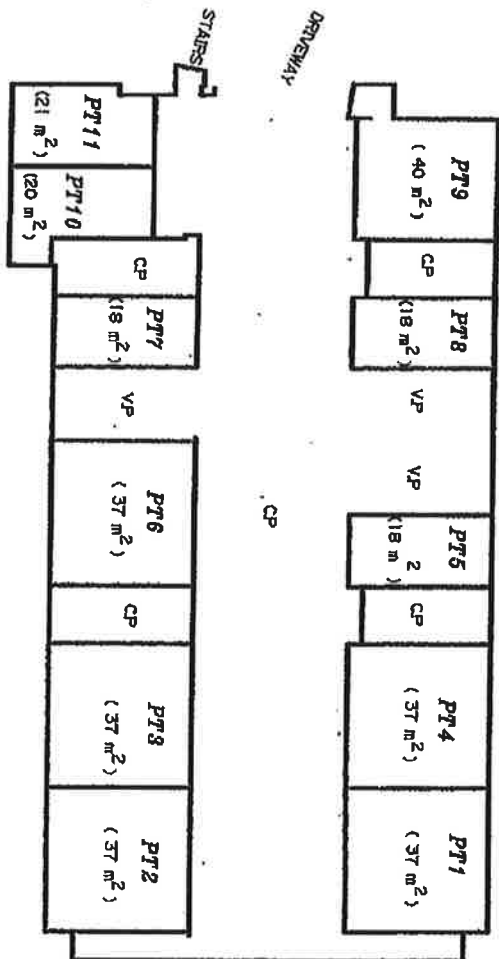 PT9
(40 m²)
CP
PT8
(18 m²)
VP
VP
PT5
(18 m²)
CP
PT4
(37 m²)
PT1
(37 m²)
DRIVEWAY
CP
STAIRS
PT11
(21 m²)
PT10
(20 m²)
CP
PT7
(18 m²)
VP
PT6
(37 m²)
CP
PT3
(37 m²)
PT2
(37 m²)